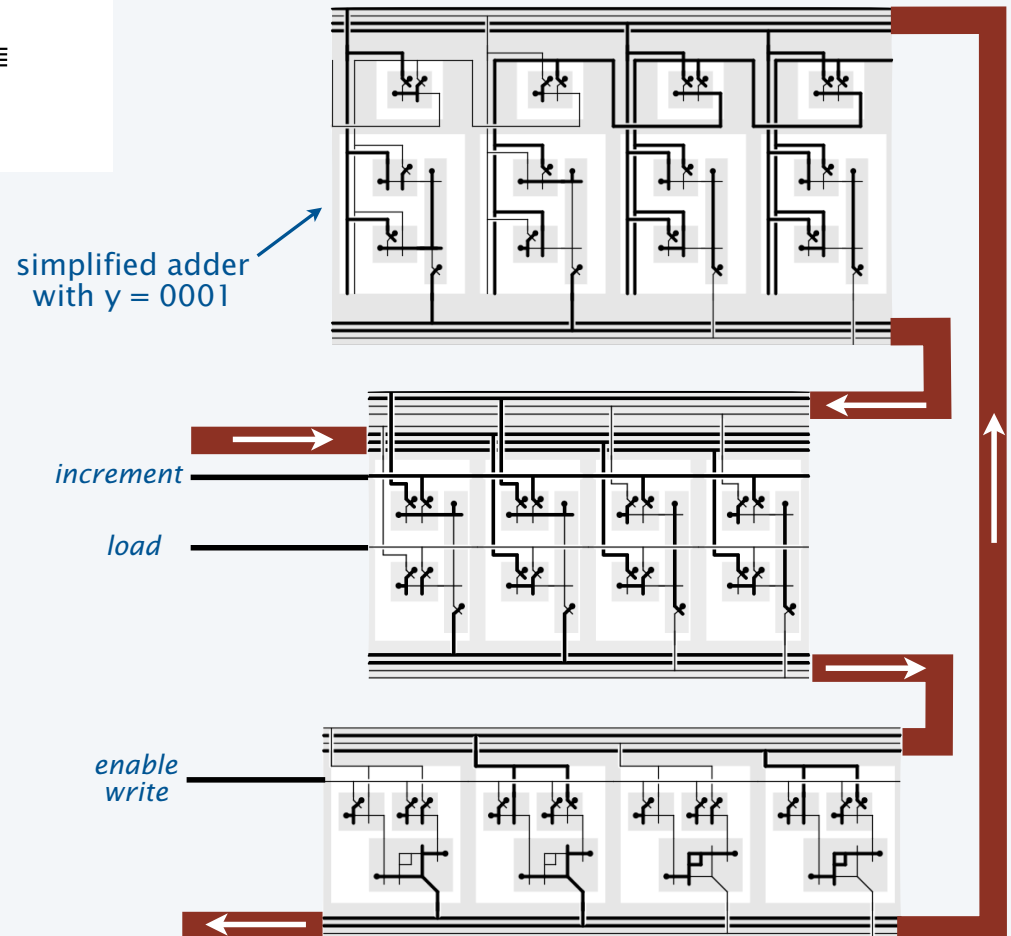 simplified adder
with y = 0001
increment
load
enable
write